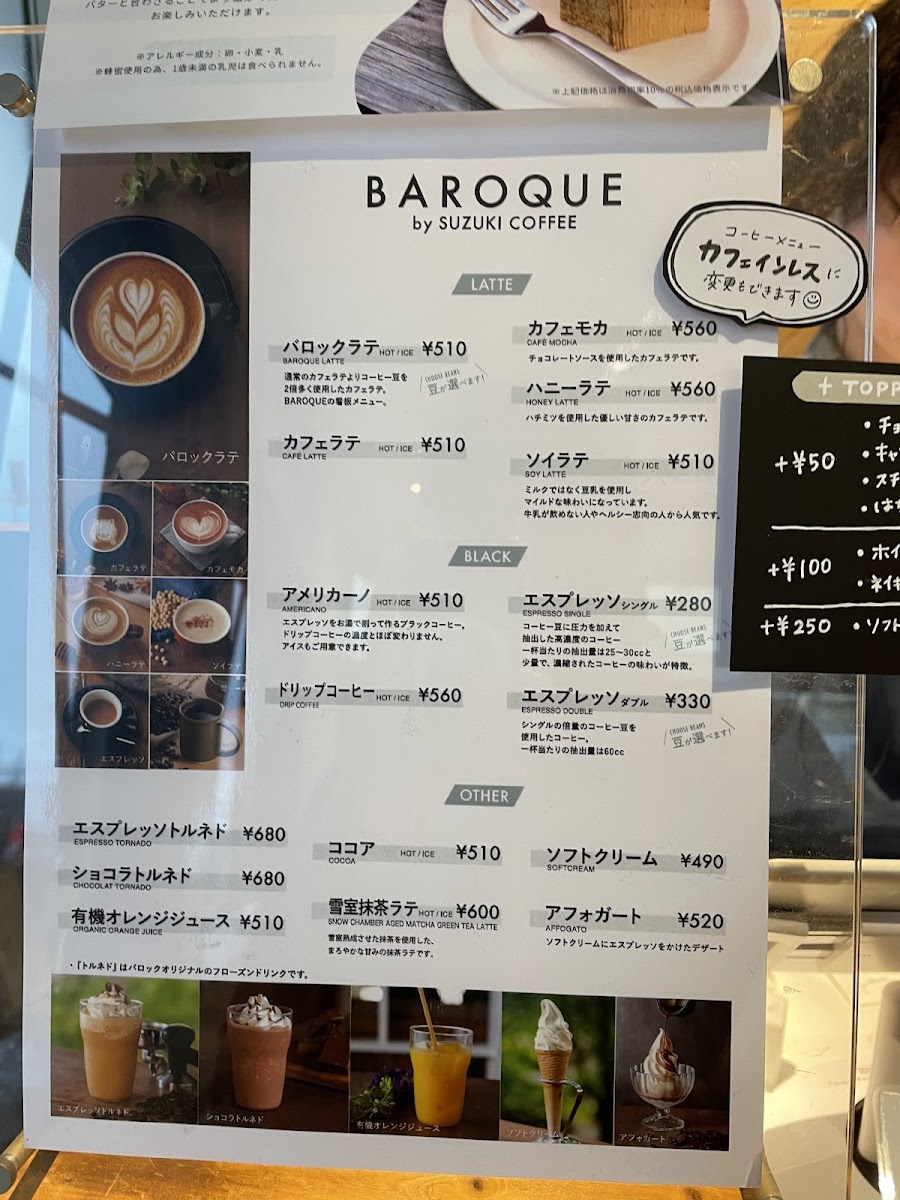 お楽しみいただけます。
※アレルギー成分：卵・小麦・乳
※蜂蜜使用の為、1歳未満の乳児は食べられません。
※上記価格は消費税率10%の税込価格表示です
BAROQUE
by SUZUKI COFFEE
コーヒーメニュー
カフェインレスに
変更もできます
LATTE
バロックラテ HOT / ICE ¥510
BAROQUE LATTE
通常のカフェラテよりコーヒー豆を
2倍多く使用したカフェラテ。
BAROQUEの看板メニュー。
CHOOSE BEANS
豆が選べます!
カフェラテ HOT / ICE ¥510
CAFÉ LATTE
カフェモカ HOT / ICE ¥560
CAFÉ MOCHA
チョコレートソースを使用したカフェラテです。
ハニーラテ HOT / ICE ¥560
HONEY LATTE
ハチミツを使用した優しい甘さのカフェラテです。
ソイラテ HOT / ICE ¥510
SOY LATTE
ミルクではなく豆乳を使用し
マイルドな味わいになっています。
牛乳が飲めない人やヘルシー志向の人から人気です。
バロックラテ
カフェラテ
カフェモカ
ハニーラテ
ソイラテ
エスプレッソ
BLACK
アメリカーノ HOT / ICE ¥510
AMERICANO
エスプレッソをお湯で割って作るブラックコーヒー。
ドリップコーヒーの濃度とほぼ変わりません。
アイスもご用意できます。
ドリップコーヒー HOT / ICE ¥560
DRIP COFFEE
エスプレッソシングル ¥280
ESPRESSO SINGLE
コーヒー豆に圧力を加えて
抽出した高濃度のコーヒー
一杯当たりの抽出量は25〜30ccと
少量で、濃縮されたコーヒーの味わいが特徴。
CHOOSE BEANS
豆が選べます!
エスプレッソダブル ¥330
ESPRESSO DOUBLE
シングルの倍量のコーヒー豆を
使用したコーヒー。
一杯当たりの抽出量は60cc
CHOOSE BEANS
豆が選べます!
+ TOPP
+¥50
・チョ
・キャ
・スチ
・はち
+¥100
・ホイ
・ネイ
+¥250 ・ソフト
OTHER
エスプレッソトルネド ¥680
ESPRESSO TORNADO
ショコラトルネド ¥680
CHOCOLAT TORNADO
有機オレンジジュース ¥510
ORGANIC ORANGE JUICE
・『トルネド』はバロックオリジナルのフローズンドリンクです。
ココア HOT / ICE ¥510
COCOA
雪室抹茶ラテ HOT / ICE ¥600
SNOW CHAMBER AGED MATCHA GREEN TEA LATTE
雪室熟成させた抹茶を使用した、
まろやかな甘みの抹茶ラテです。
ソフトクリーム ¥490
SOFTCREAM
アフォガート ¥520
AFFOGATO
ソフトクリームにエスプレッソをかけたデザート
エスプレットルネド
ショコラトルネド
有機オレンジジュース
ソフトクリーム
アフォガート